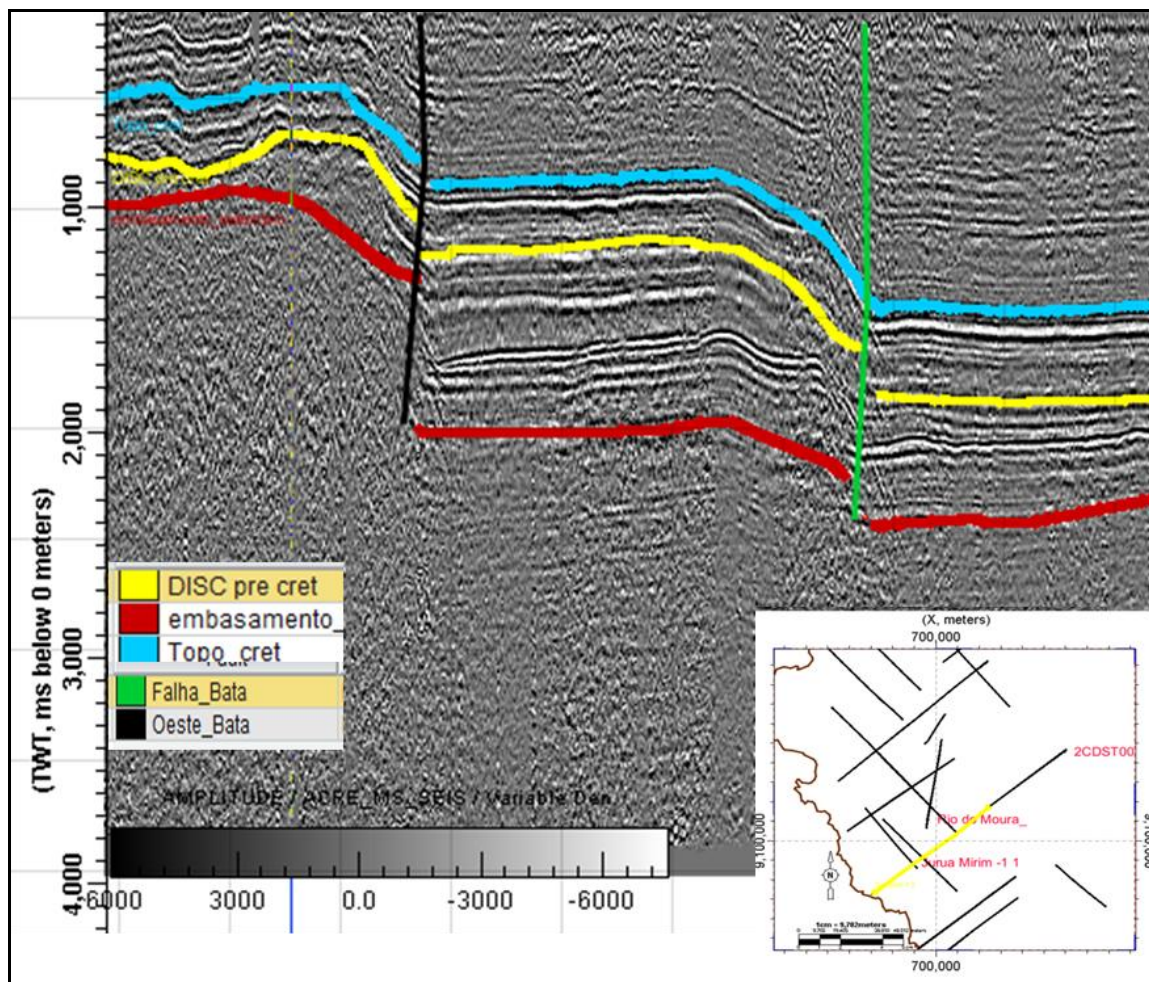 1,000
2,000
3,000
4,000
(TWT, ms below 0 meters)
DISC pre cret
embasamento_
Topo_cret
Falha_Bata
Oeste_Bata
AMPLITUDE / ACRE_MS_SEIS / Variable Den
3000
0.0
-3000
-6000
(X, meters)
700,000
2CDST00
Rio do Moura_
Jurua Mirim -1 1
9,100,000
N
1cm = 9,782meters
700,000